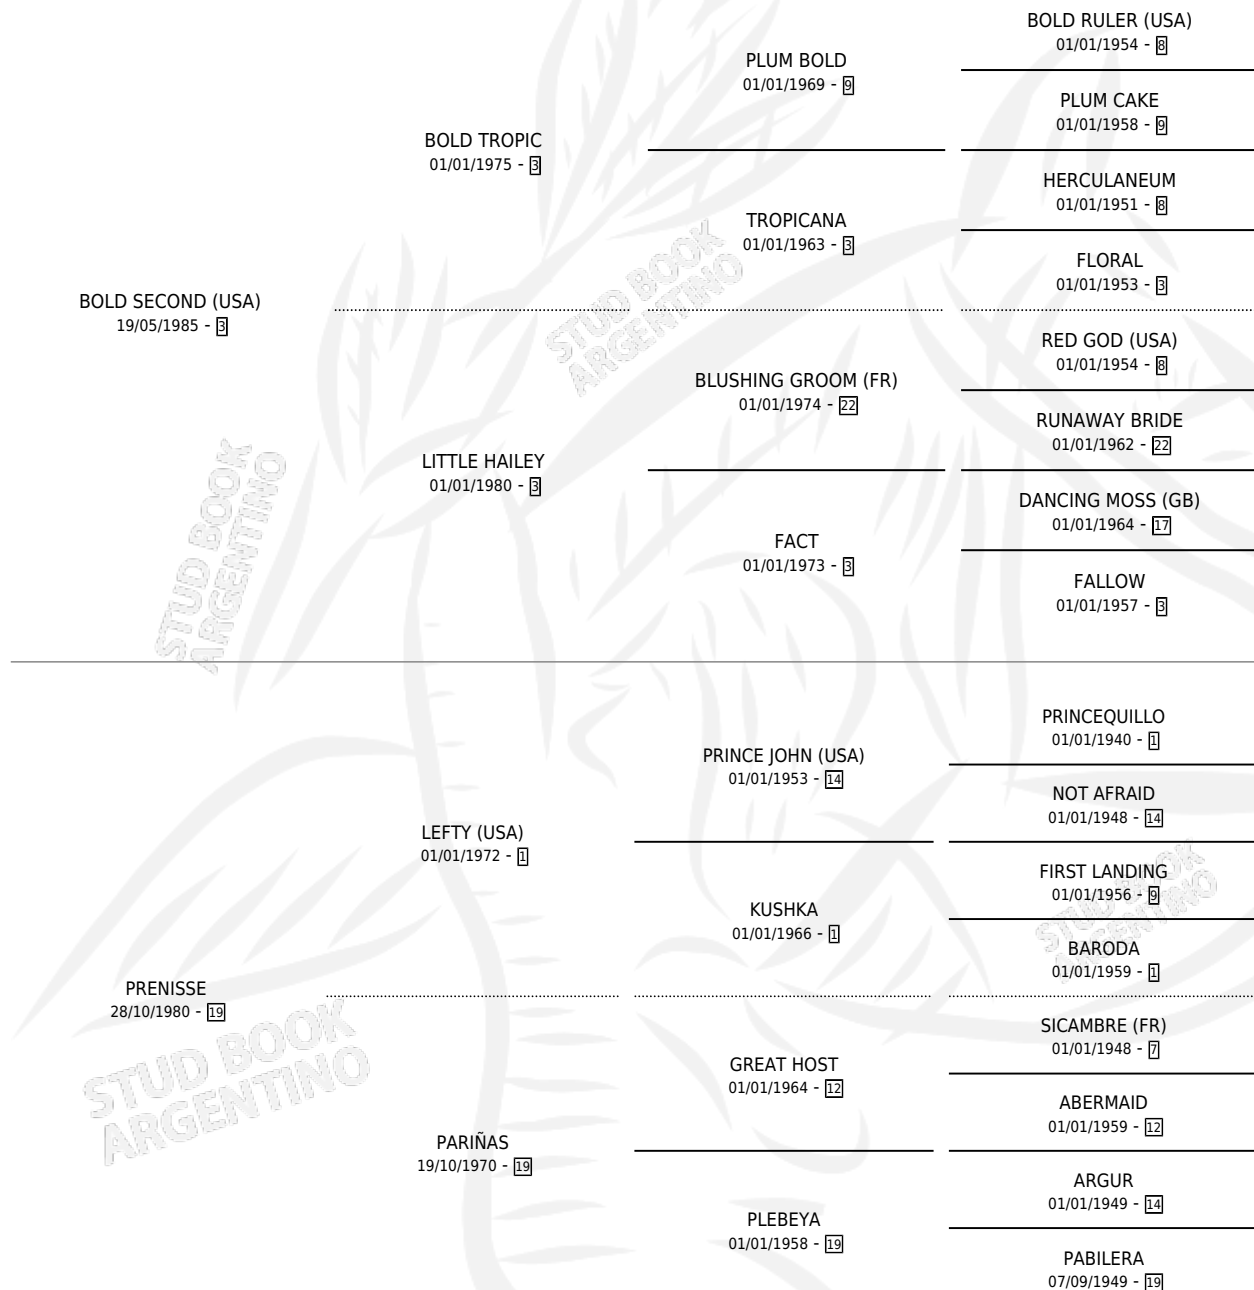 BOLD RULER (USA)
01/01/1954 - 8
PLUM BOLD
01/01/1969 - 9
PLUM CAKE
01/01/1958 - 9
BOLD TROPIC
01/01/1975 - 3
HERCULANEUM
01/01/1951 - 8
TROPICANA
01/01/1963 - 3
FLORAL
01/01/1953 - 3
BOLD SECOND (USA)
19/05/1985 - 3
RED GOD (USA)
01/01/1954 - 8
BLUSHING GROOM (FR)
01/01/1974 - 22
RUNAWAY BRIDE
01/01/1962 - 22
LITTLE HAILEY
01/01/1980 - 3
DANCING MOSS (GB)
01/01/1964 - 17
FACT
01/01/1973 - 3
FALLOW
01/01/1957 - 3
PRINCEQUILLO
01/01/1940 - 1
PRINCE JOHN (USA)
01/01/1953 - 14
NOT AFRAID
01/01/1948 - 14
LEFTY (USA)
01/01/1972 - 1
FIRST LANDING
01/01/1956 - 9
KUSHKA
01/01/1966 - 1
BARODA
01/01/1959 - 1
PRENISSE
28/10/1980 - 19
SICAMBRE (FR)
01/01/1948 - 7
GREAT HOST
01/01/1964 - 12
ABERMAID
01/01/1959 - 12
PARIÑAS
19/10/1970 - 19
ARGUR
01/01/1949 - 14
PLEBEYA
01/01/1958 - 19
PABILERA
07/09/1949 - 19
STUD BOOK
ARGENTINO
STUD BOOK
ARGENTINO
STUD BOOK
ARGENTINO
STUD BOOK
ARGENTINO